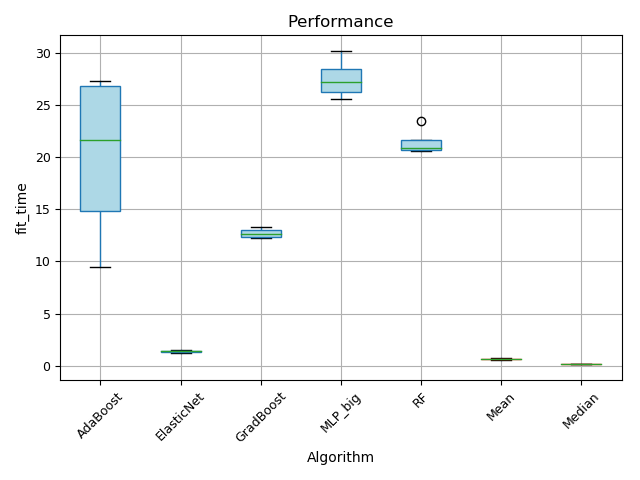 Performance
fit_time
30
25
20
15
10
5
0
AdaBoost
ElasticNet
GradBoost
MLP_big
RF
Mean
Median
Algorithm